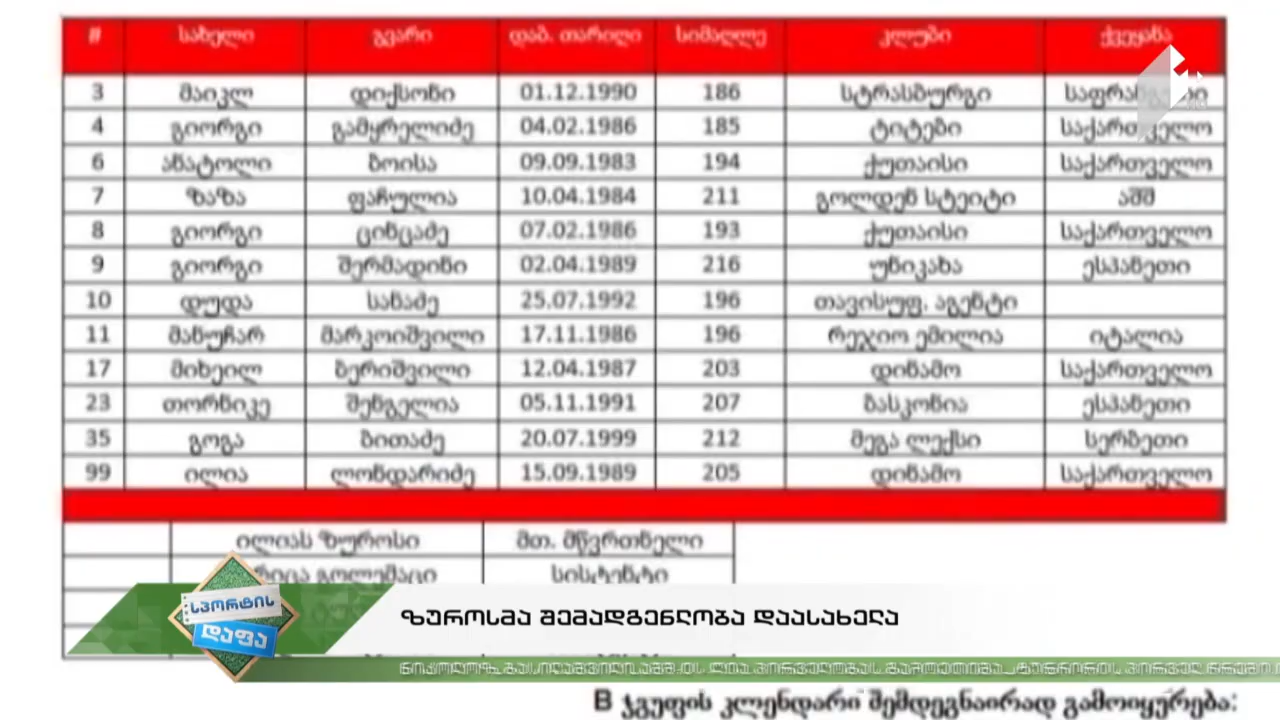 # სახელი გვარი დაბ. თარიღი სიმაღლე კლუბი ქვეყანა
3 მაიკლ დიქსონი 01.12.1990 186 სტრასბურგი
4 გიორგი გამყრელიძე 04.02.1986 185 ტიტები საქართველო
6 ანატოლი ბოისა 09.09.1983 194 ქუთაისი საქართველო
7 ზაზა ფაჩულია 10.04.1984 211 გოლდენ სტეიტი აშშ
8 გიორგი ცინცაძე 07.02.1986 193 ქუთაისი საქართველო
9 გიორგი შერმადინი 02.04.1989 216 უნიკახა ესპანეთი
10 დუდა სანაძე 25.07.1992 196 თავისუფ. აგენტი
11 მანუჩარ მარკოიშვილი 17.11.1986 196 რეჯიო ემილია იტალია
17 მიხეილ ბერიშვილი 12.04.1987 203 დინამო საქართველო
23 თორნიკე შენგელია 05.11.1991 207 ბასკონია ესპანეთი
35 გოგა ბითაძე 20.07.1999 212 მეგა ლექსი სერბეთი
99 ილია ლონდარიძე 15.09.1989 205 დინამო საქართველო
ილიას ზუროსი მთ. მწვრთნელი
სპორტის
დაფა
ზუროსმა შემადგენლობა დაასახელა
B ჯგუფის კლენდარი შემდეგნაირად გამოიყურება: